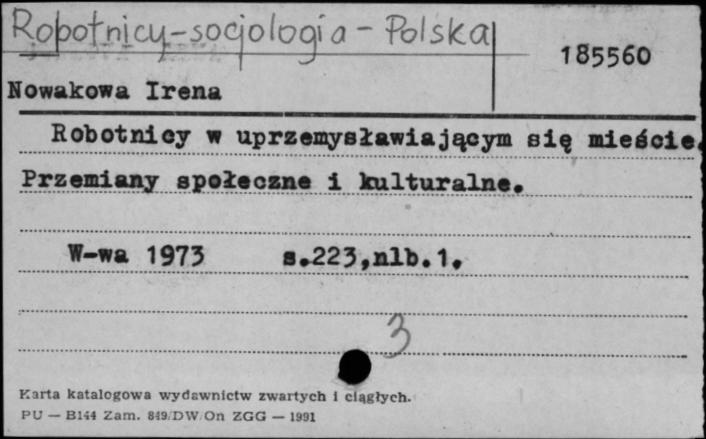 Robotnicy-socjologia - Polska
185560
Nowakowa Irena
Robotnicy w uprzemysławiającym się mieście.
Przemiany społeczne i kulturalne.
W-wa 1973 s.223,nlb.1.
3
Karta katalogowa wydawnictw zwartych i ciągłych.
PU — B144 Zam. 849/DW/On ZGG — 1991